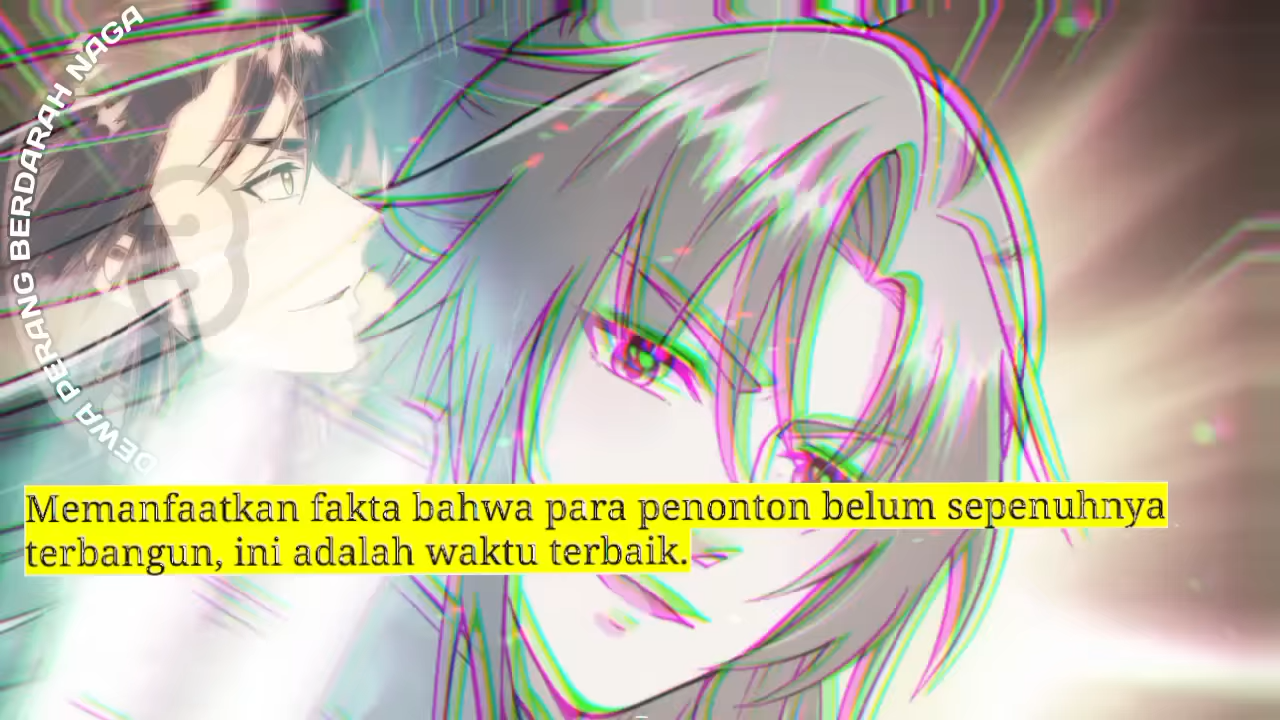 DEWA PERANG BERDARAH NAGA
Memanfaatkan fakta bahwa para penonton belum sepenuhnya
terbangun, ini adalah waktu terbaik.